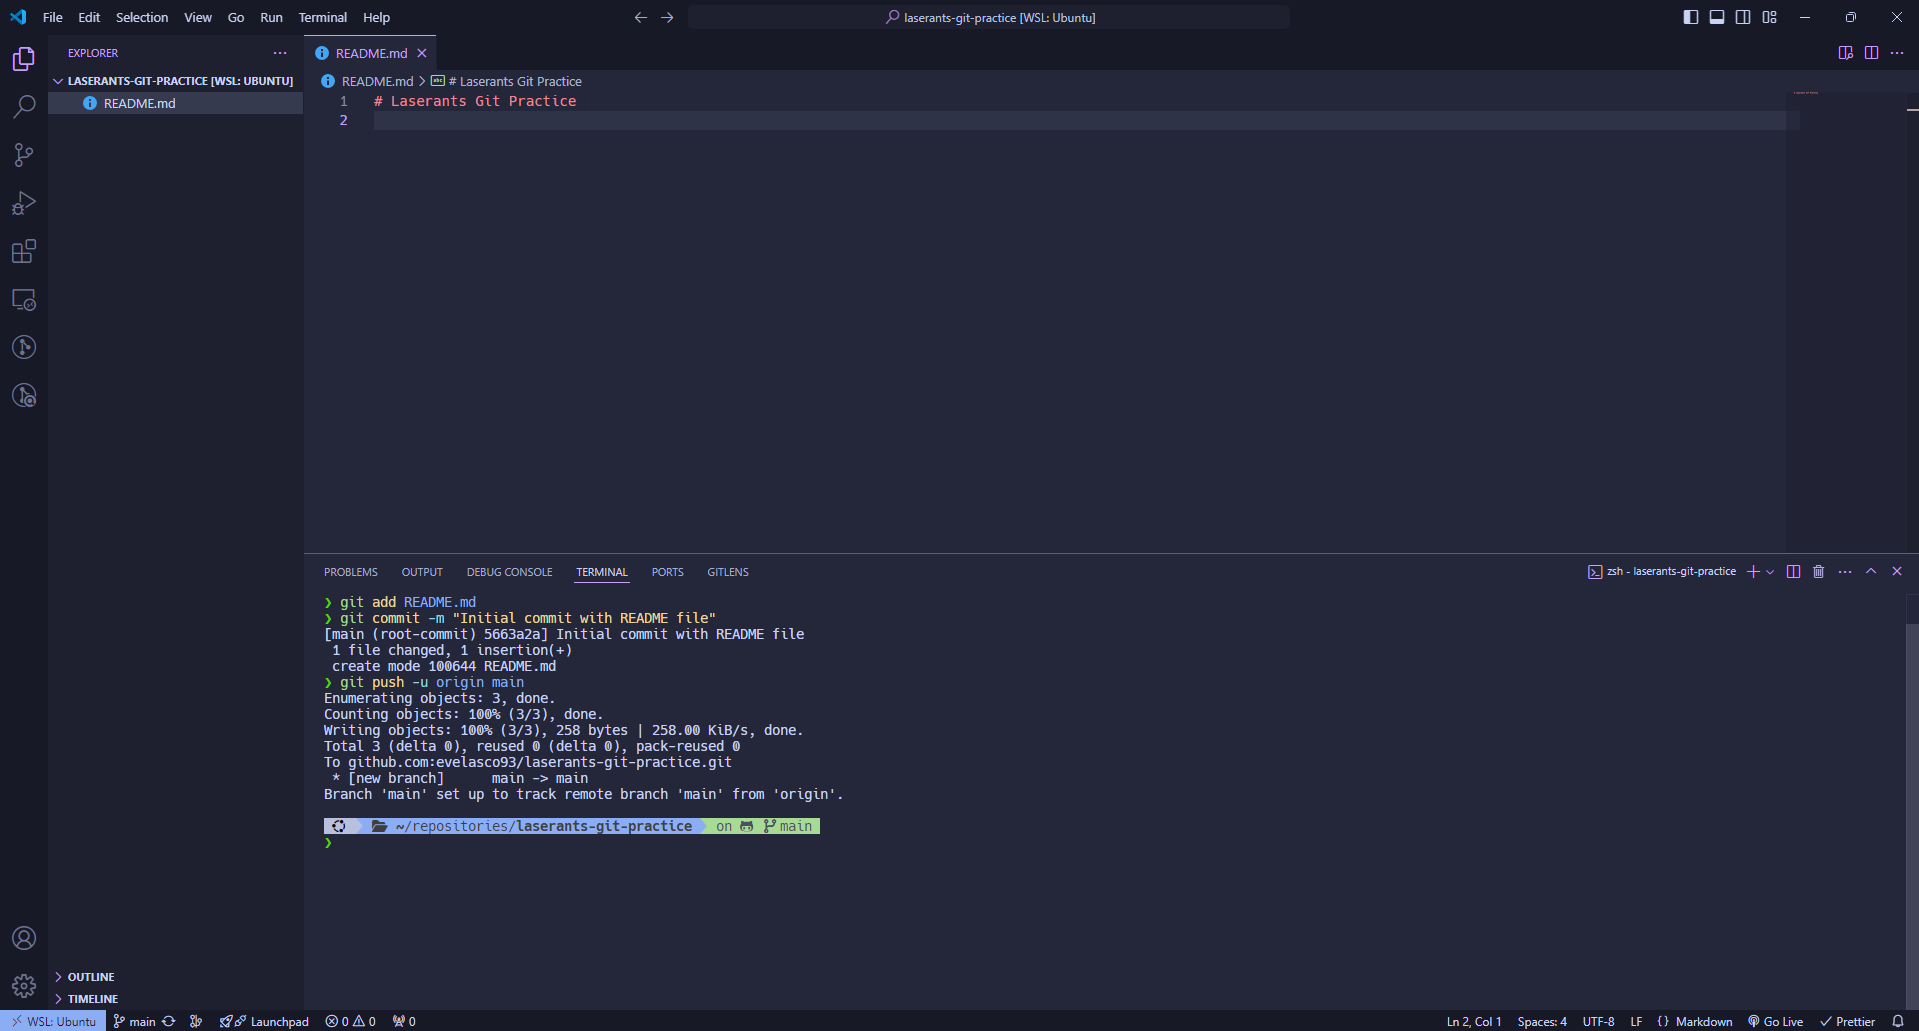 File Edit Selection View Go Run Terminal Help
laserants-git-practice [WSL: Ubuntu]
EXPLORER
LASERANTS-GIT-PRACTICE [WSL: UBUNTU]
README.md
README.md
README.md > # Laserants Git Practice
1 # Laserants Git Practice
2
PROBLEMS OUTPUT DEBUG CONSOLE TERMINAL PORTS GITLENS
zsh - laserants-git-practice
❯ git add README.md
❯ git commit -m "Initial commit with README file"
[main (root-commit) 5663a2a] Initial commit with README file
1 file changed, 1 insertion(+)
create mode 100644 README.md
❯ git push -u origin main
Enumerating objects: 3, done.
Counting objects: 100% (3/3), done.
Writing objects: 100% (3/3), 258 bytes | 258.00 KiB/s, done.
Total 3 (delta 0), reused 0 (delta 0), pack-reused 0
To github.com:evelasco93/laserants-git-practice.git
* [new branch]      main -> main
Branch 'main' set up to track remote branch 'main' from 'origin'.
~/repositories/laserants-git-practice on main
❯
OUTLINE
TIMELINE
WSL: Ubuntu main Launchpad 0 0 0 Ln 2, Col 1 Spaces: 4 UTF-8 LF {} Markdown Go Live Prettier